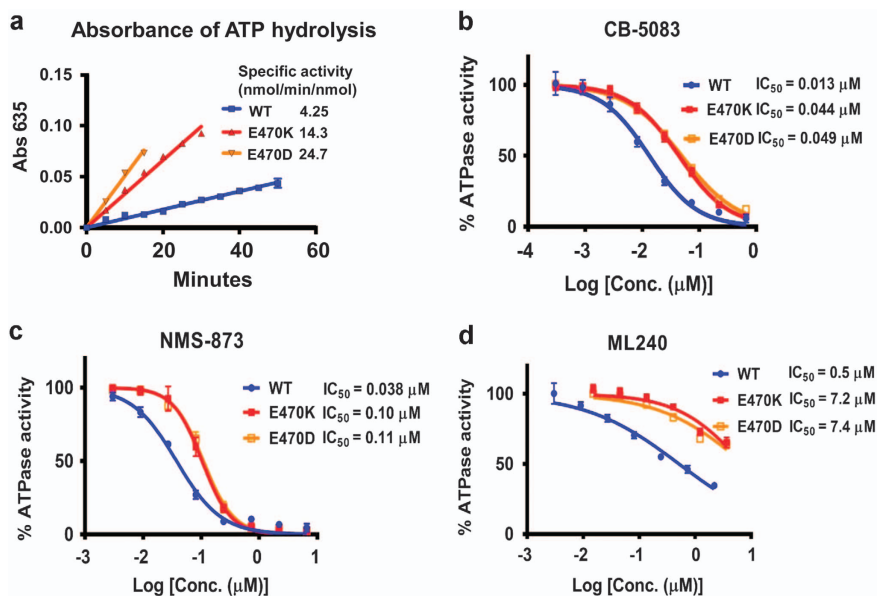 a
Absorbance of ATP hydrolysis
Abs 635
0.15
0.10
0.05
0.00
0 20 40 60
Minutes
Specific activity
(nmol/min/nmol)
WT 4.25
E470K 14.3
E470D 24.7
b
CB-5083
% ATPase activity
100
50
0
-4 -3 -2 -1 0
Log [Conc. (μM)]
WT IC50 = 0.013 μM
E470K IC50 = 0.044 μM
E470D IC50 = 0.049 μM
c
NMS-873
% ATPase activity
100
50
0
-3 -2 -1 0 1
Log [Conc. (μM)]
WT IC50 = 0.038 μM
E470K IC50 = 0.10 μM
E470D IC50 = 0.11 μM
d
ML240
% ATPase activity
100
50
0
-3 -2 -1 0 1
Log [Conc. (μM)]
WT IC50 = 0.5 μM
E470K IC50 = 7.2 μM
E470D IC50 = 7.4 μM